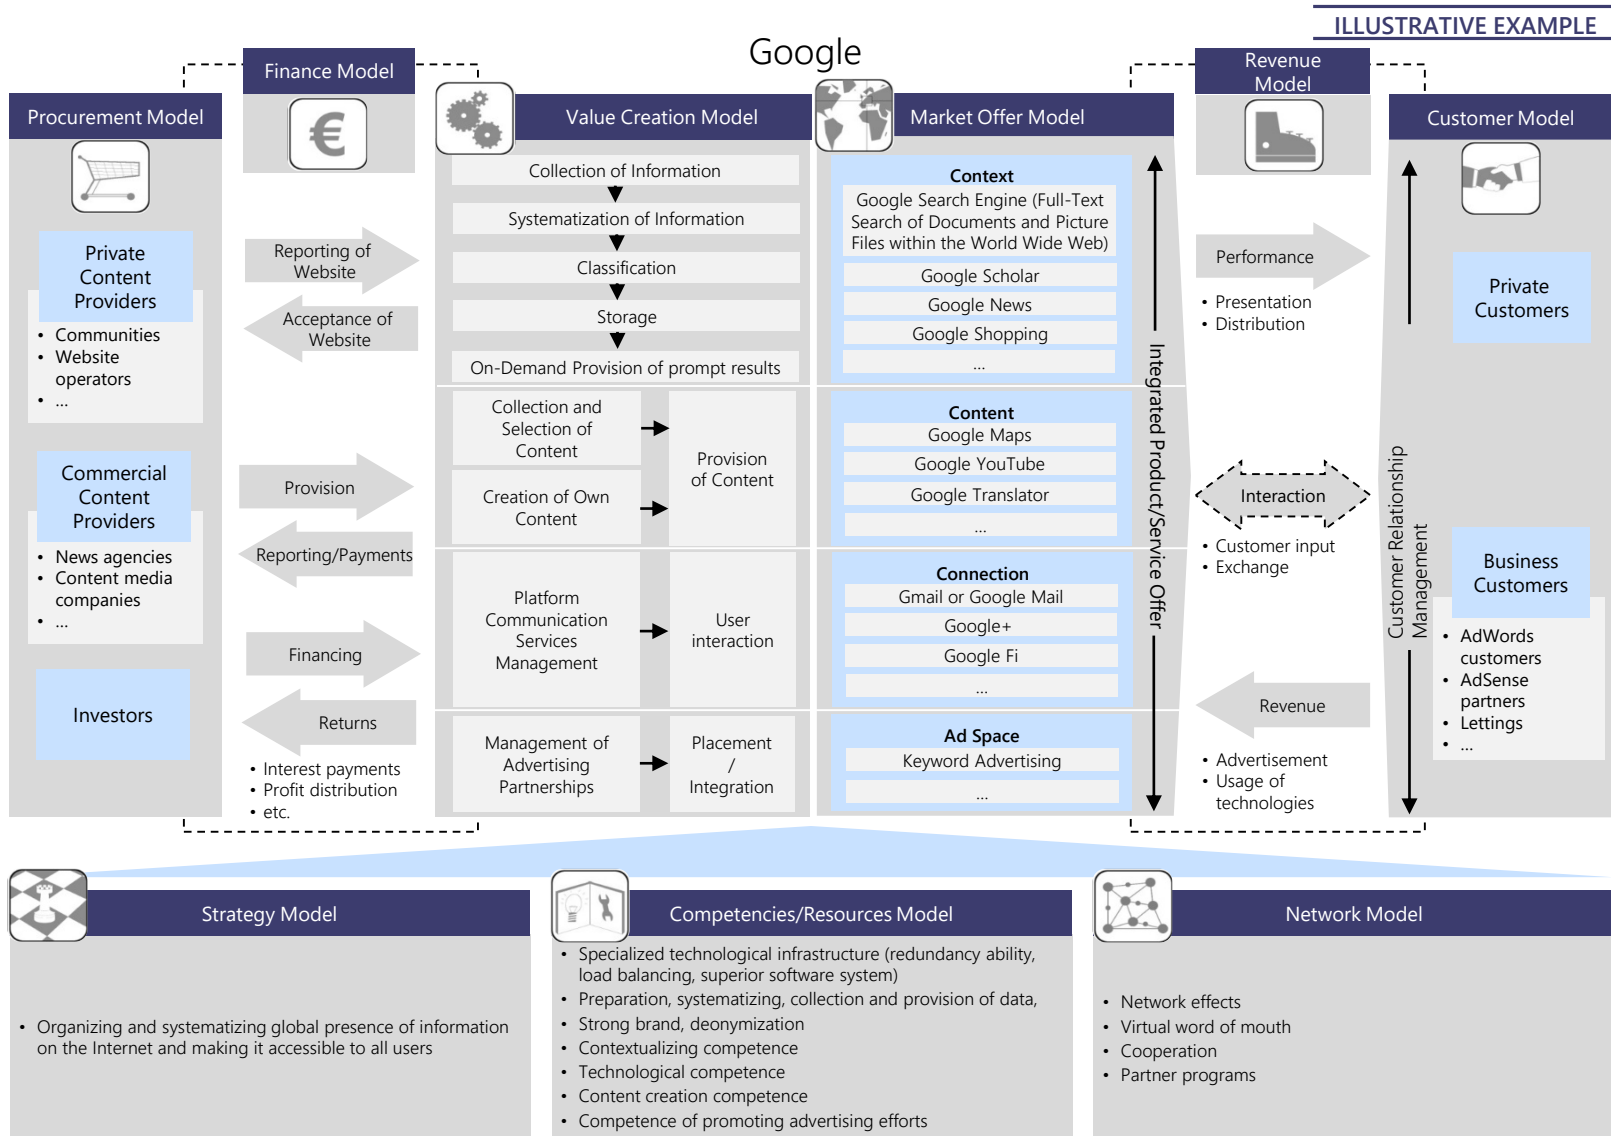 ILLUSTRATIVE EXAMPLE
Google
Procurement Model
Private
Content
Providers
• Communities
• Website
operators
• ...
Commercial
Content
Providers
• News agencies
• Content media
companies
• ...
Investors
Finance Model
€
Reporting of
Website
Acceptance of
Website
Provision
Reporting/Payments
Financing
Returns
• Interest payments
• Profit distribution
• etc.
Value Creation Model
Collection of Information
Systematization of Information
Classification
Storage
On-Demand Provision of prompt results
Collection and
Selection of
Content
Creation of Own
Content
Provision
of Content
Platform
Communication
Services
Management
User
interaction
Management of
Advertising
Partnerships
Placement
/
Integration
Market Offer Model
Context
Google Search Engine (Full-Text
Search of Documents and Picture
Files within the World Wide Web)
Google Scholar
Google News
Google Shopping
...
Content
Google Maps
Google YouTube
Google Translator
...
Connection
Gmail or Google Mail
Google+
Google Fi
...
Ad Space
Keyword Advertising
...
Integrated Product/Service Offer
Revenue
Model
Performance
• Presentation
• Distribution
Interaction
• Customer input
• Exchange
Revenue
• Advertisement
• Usage of
technologies
Customer Model
Customer Relationship
Management
Private
Customers
Business
Customers
• AdWords
customers
• AdSense
partners
• Lettings
• ...
Strategy Model
• Organizing and systematizing global presence of information
on the Internet and making it accessible to all users
Competencies/Resources Model
• Specialized technological infrastructure (redundancy ability,
load balancing, superior software system)
• Preparation, systematizing, collection and provision of data,
• Strong brand, deonymization
• Contextualizing competence
• Technological competence
• Content creation competence
• Competence of promoting advertising efforts
Network Model
• Network effects
• Virtual word of mouth
• Cooperation
• Partner programs